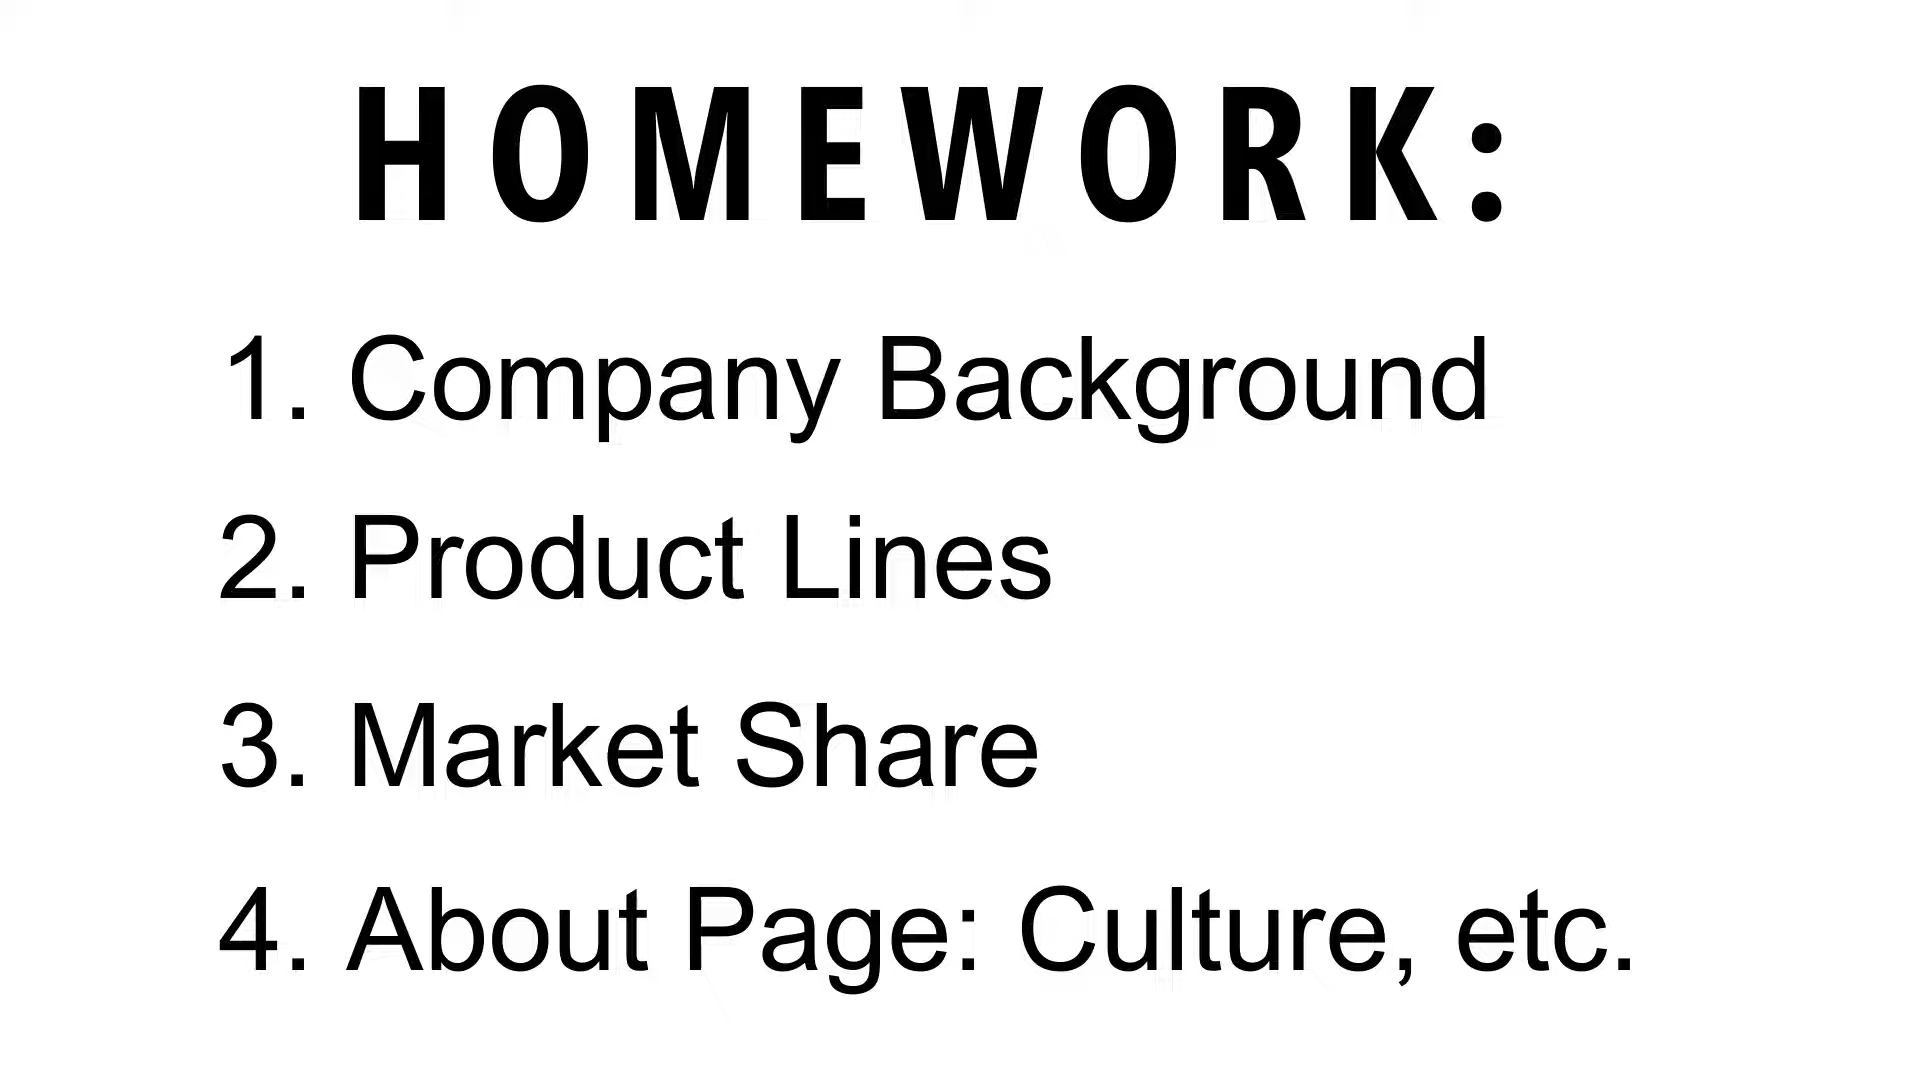 HOMEWORK:
1. Company Background
2. Product Lines
3. Market Share
4. About Page: Culture, etc.